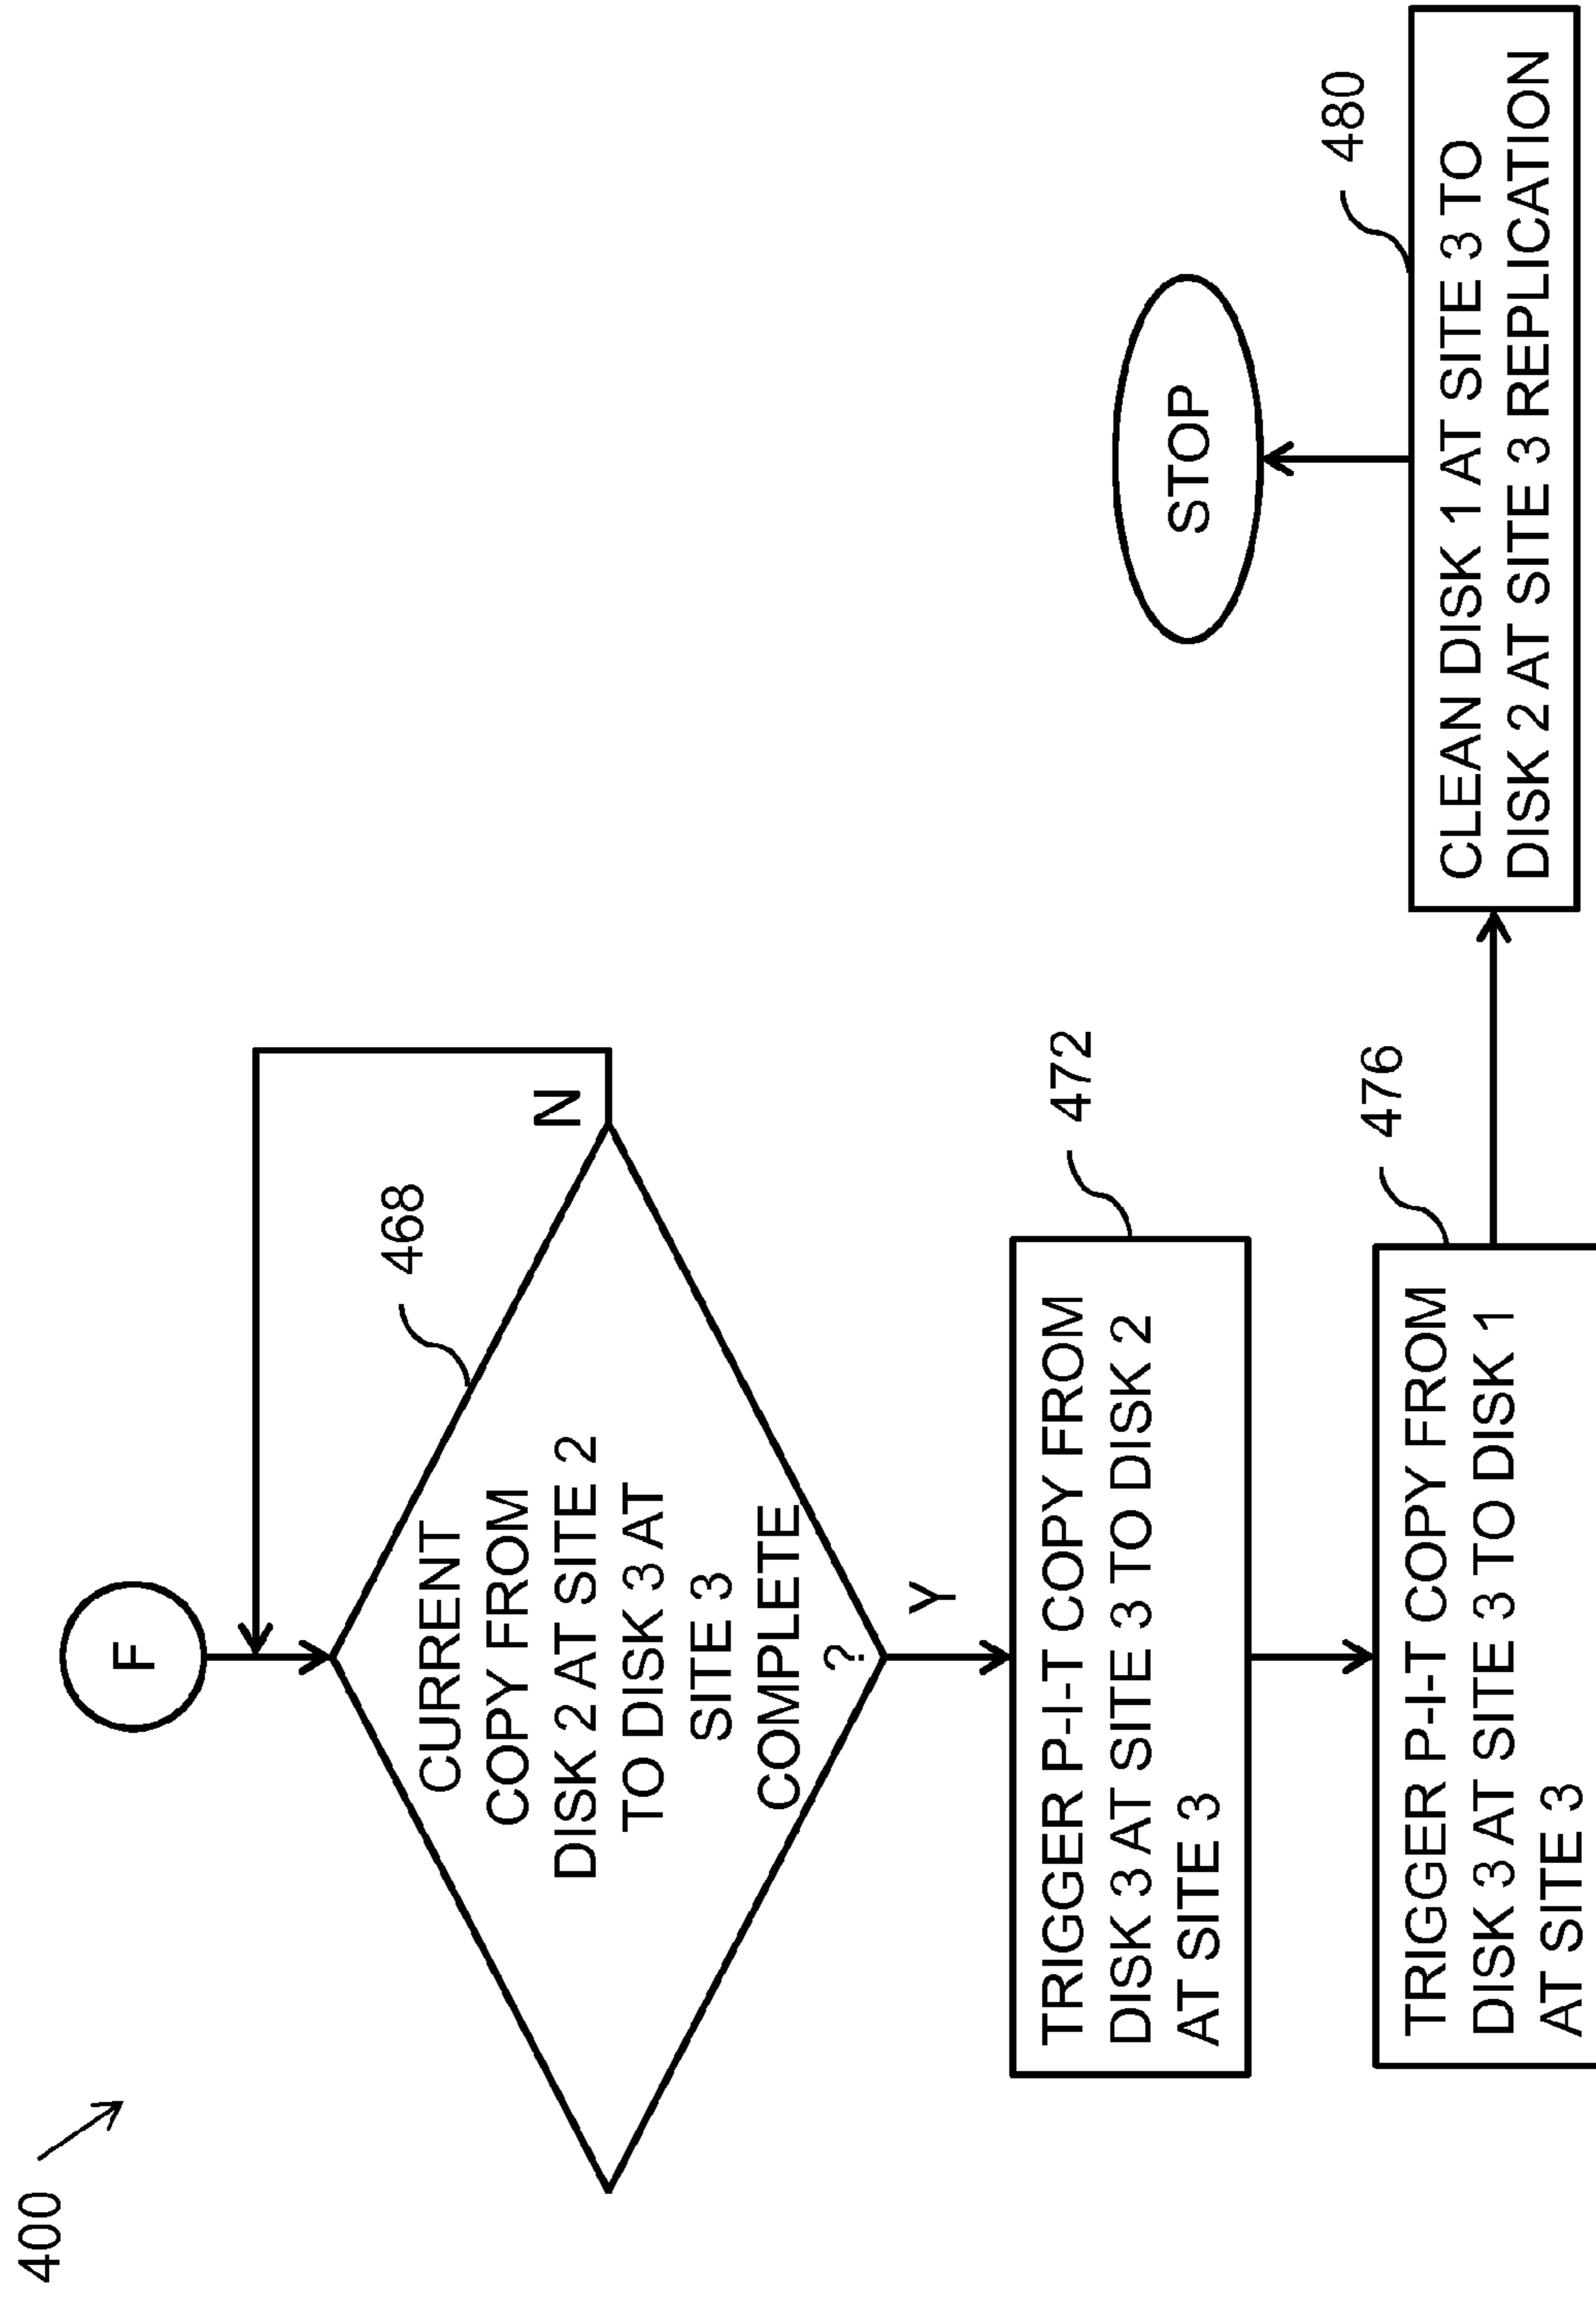 400
F
468
CURRENT
COPY FROM
DISK 2 AT SITE 2
TO DISK 3 AT
SITE 3
COMPLETE
?
N
Y
472
TRIGGER P-I-T COPY FROM
DISK 3 AT SITE 3 TO DISK 2
AT SITE 3
476
TRIGGER P-I-T COPY FROM
DISK 3 AT SITE 3 TO DISK 1
AT SITE 3
480
CLEAN DISK 1 AT SITE 3 TO
DISK 2 AT SITE 3 REPLICATION
STOP